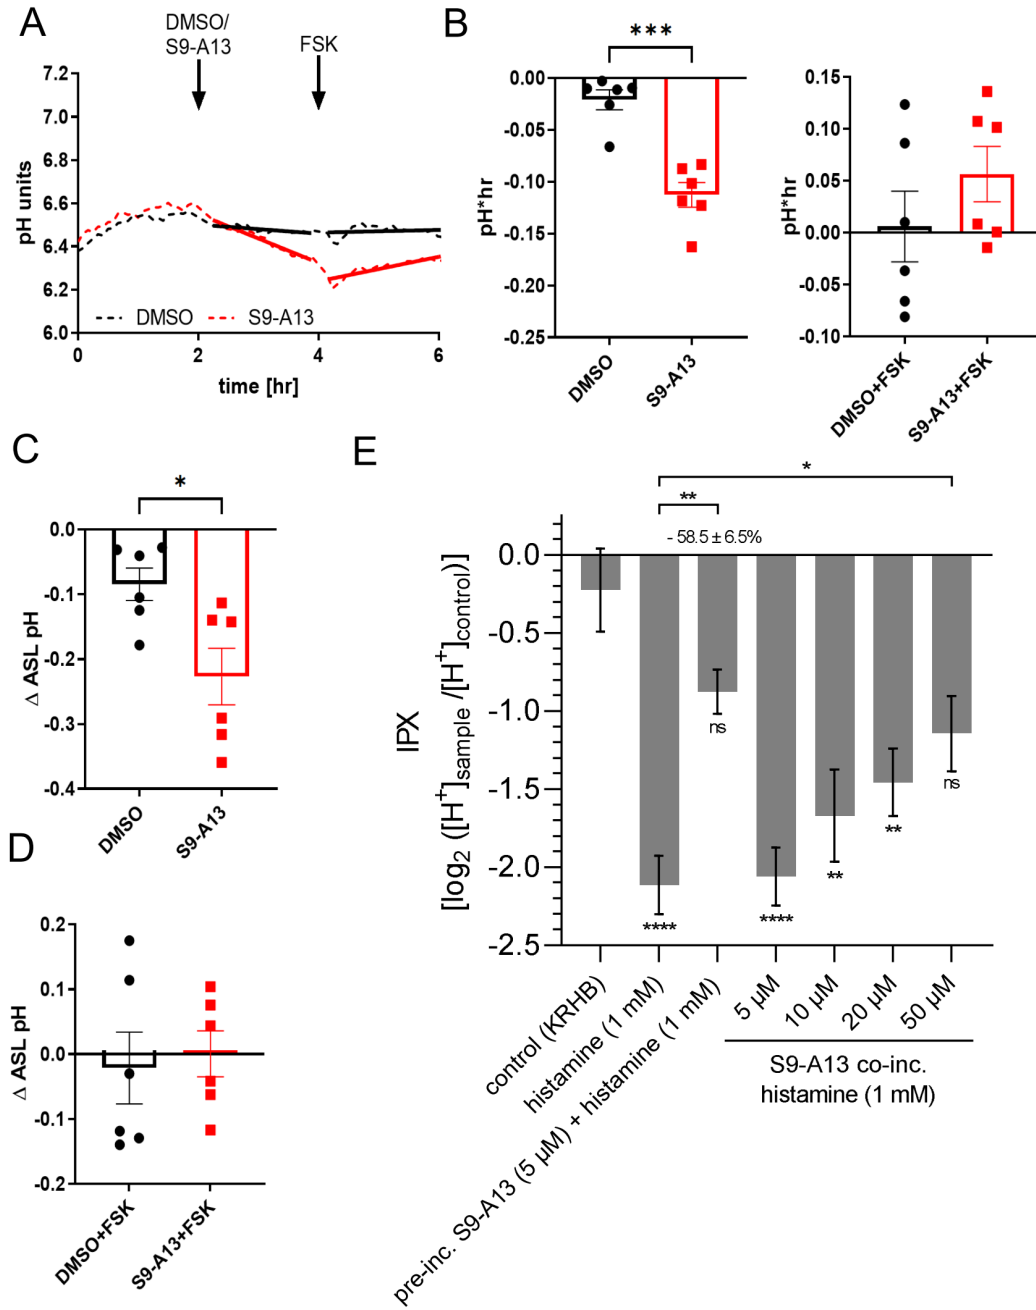 A
DMSO/
S9-A13
FSK
7.2
7.0
6.8
6.6
6.4
6.2
6.0
pH units
DMSO
S9-A13
0
2
4
6
time [hr]
B
***
0.00
-0.05
-0.10
-0.15
-0.20
-0.25
pH*hr
DMSO
S9-A13
0.15
0.10
0.05
0.00
-0.05
-0.10
pH*hr
DMSO+FSK
S9-A13+FSK
C
*
0.0
-0.1
-0.2
-0.3
-0.4
Δ ASL pH
DMSO
S9-A13
D
0.2
0.1
0.0
-0.1
-0.2
Δ ASL pH
DMSO+FSK
S9-A13+FSK
E
*
**
- 58.5 ± 6.5%
0.0
-0.5
-1.0
-1.5
-2.0
-2.5
IPX
[log2 ([H+]sample /[H+]control)]
****
ns
****
**
**
ns
control (KRHB)
histamine (1 mM)
pre-inc. S9-A13 (5 µM) + histamine (1 mM)
5 µM
10 µM
20 µM
50 µM
S9-A13 co-inc.
histamine (1 mM)